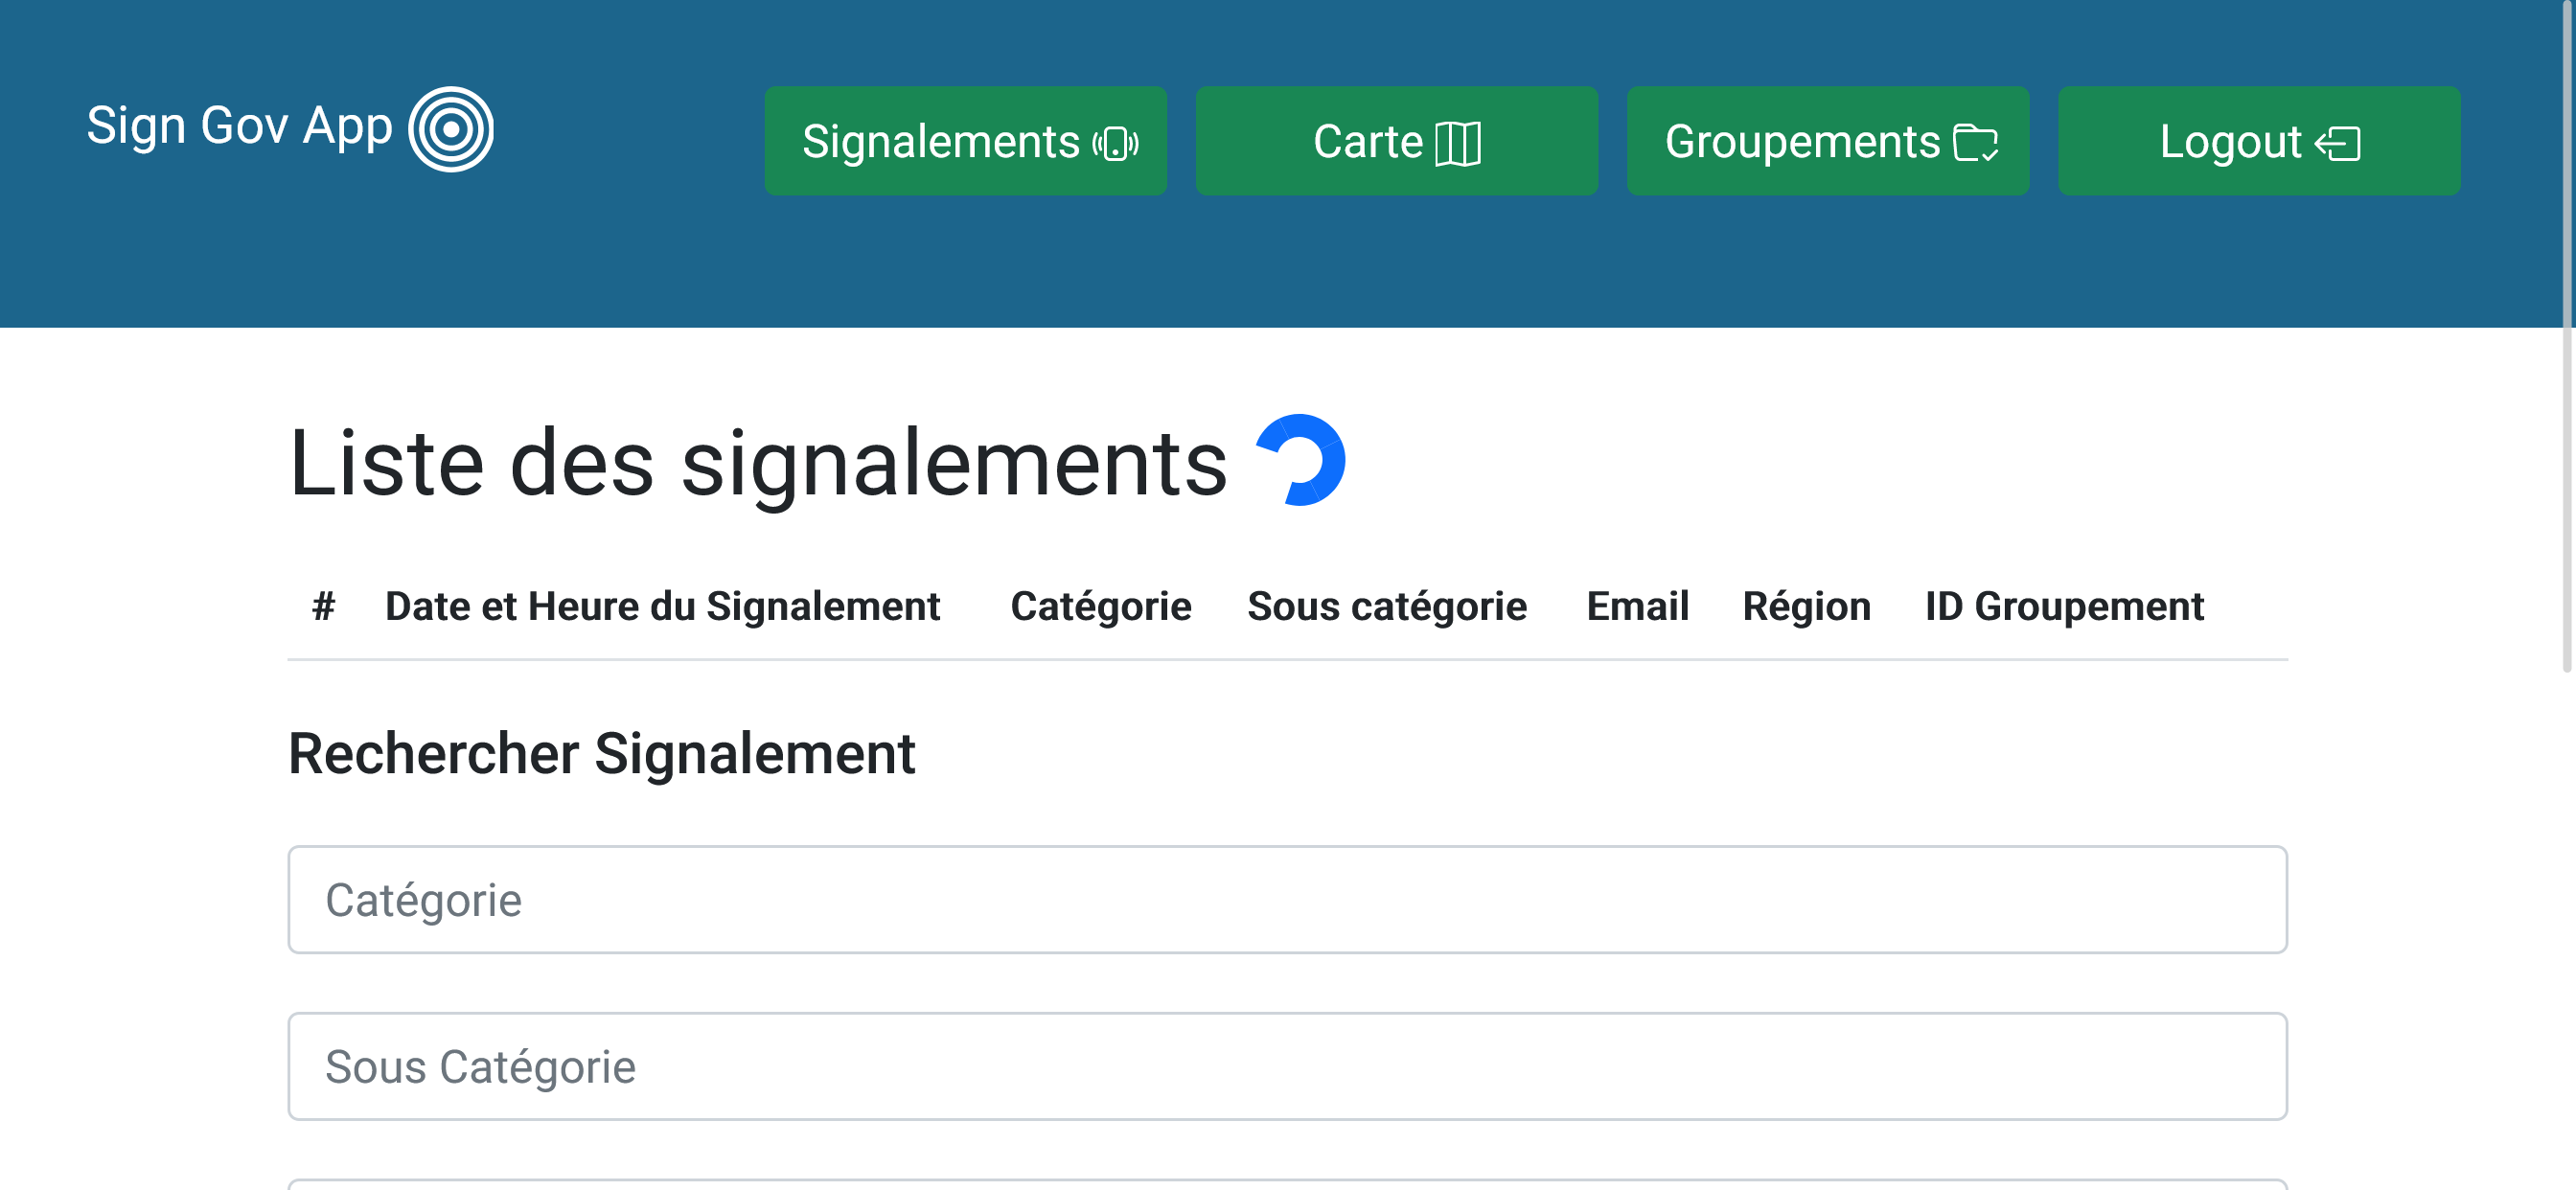 Sign Gov App
Signalements
Carte
Groupements
Logout
Liste des signalements
# Date et Heure du Signalement Catégorie Sous catégorie Email Région ID Groupement
Rechercher Signalement
Catégorie
Sous Catégorie